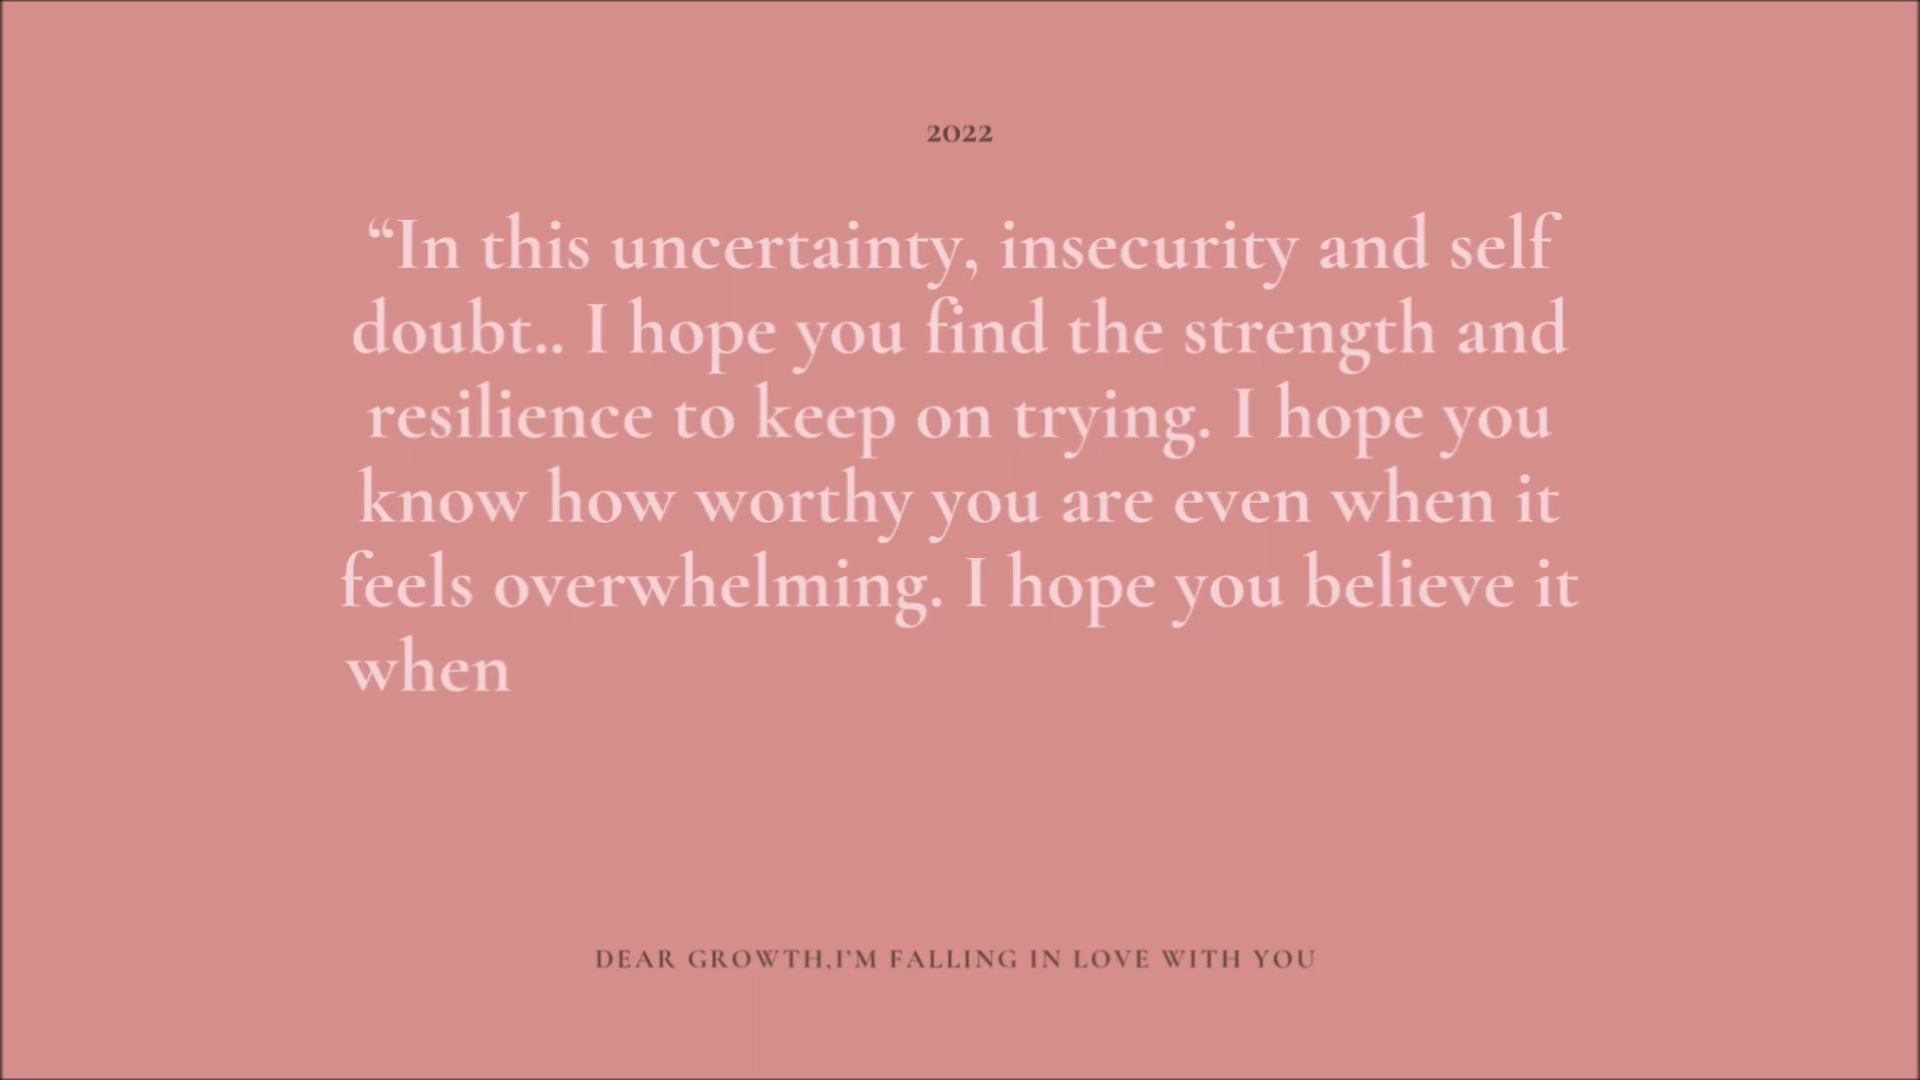 2022
“In this uncertainty, insecurity and self
doubt.. I hope you find the strength and
resilience to keep on trying. I hope you
know how worthy you are even when it
feels overwhelming. I hope you believe it
when
DEAR GROWTH,I’M FALLING IN LOVE WITH YOU